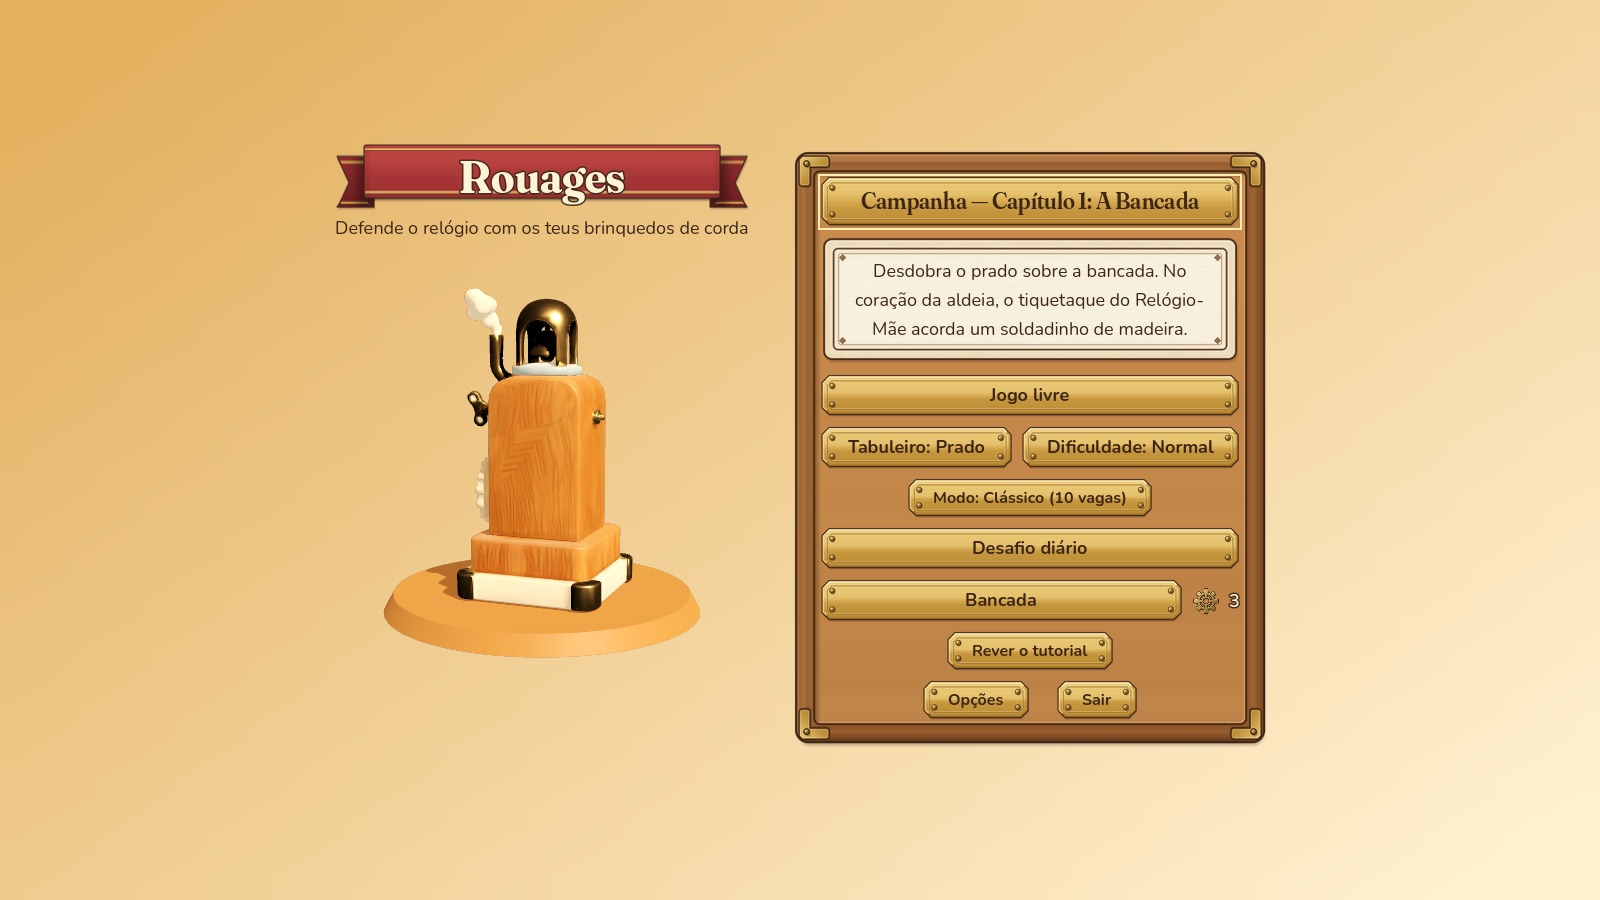 Rouages
Defende o relógio com os teus brinquedos de corda
Campanha — Capítulo 1: A Bancada
Desdobra o prado sobre a bancada. No
coração da aldeia, o tiquetaque do Relógio-
Mãe acorda um soldadinho de madeira.
Jogo livre
Tabuleiro: Prado
Dificuldade: Normal
Modo: Clássico (10 vagas)
Desafio diário
Bancada
3
Rever o tutorial
Opções
Sair